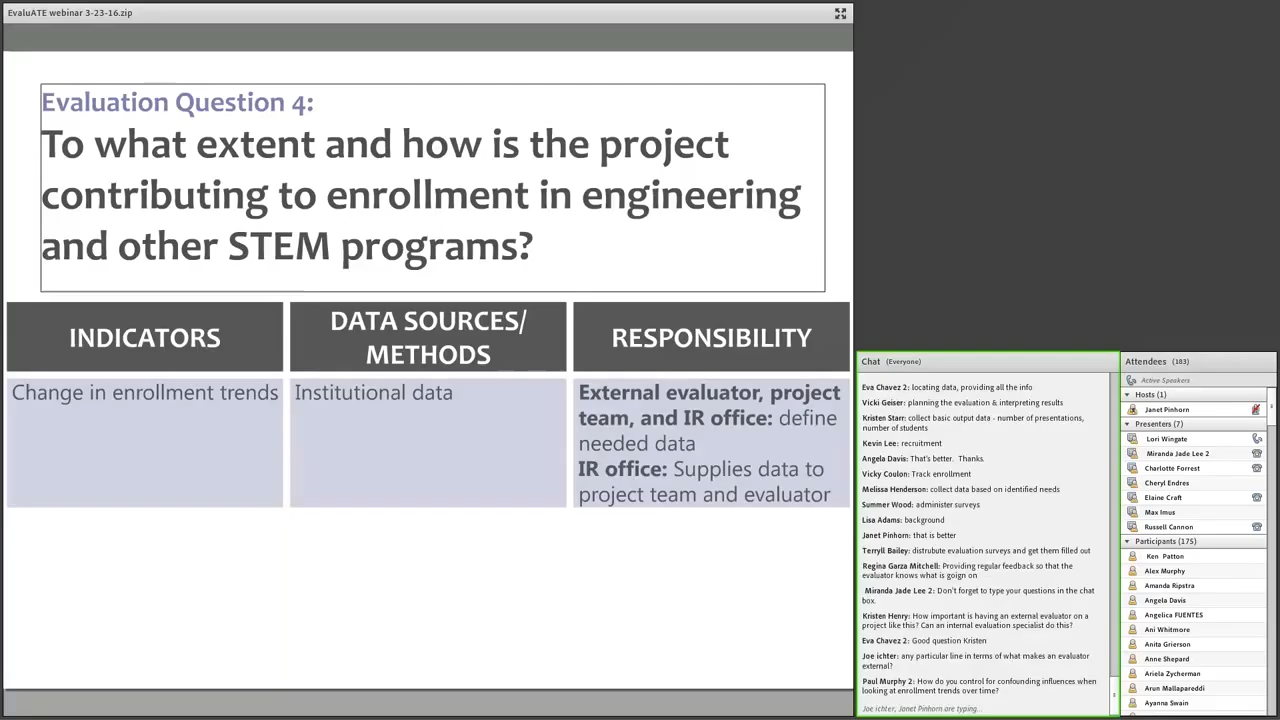 EvaluATE webinar 3-23-16.zip
Evaluation Question 4:
To what extent and how is the project
contributing to enrollment in engineering
and other STEM programs?
INDICATORS
DATA SOURCES/
METHODS
RESPONSIBILITY
Change in enrollment trends
Institutional data
External evaluator, project
team, and IR office: define
needed data
IR office: Supplies data to
project team and evaluator
Chat (Everyone)
Eva Chavez 2: locating data, providing all the info
Vicki Geiser: planning the evaluation & interpreting results
Kristen Starr: collect basic output data - number of presentations,
number of students
Kevin Lee: recruitment
Angela Davis: That's better. Thanks.
Vicky Coulon: Track enrollment
Melissa Henderson: collect data based on identified needs
Summer Wood: administer surveys
Lisa Adams: background
Janet Pinhorn: that is better
Terryll Bailey: distrubute evaluation surveys and get them filled out
Regina Garza Mitchell: Providing regular feedback so that the
evaluator knows what is goign on
Miranda Jade Lee 2: Don't forget to type your questions in the chat
box.
Kristen Henry: How important is having an external evaluator on a
project like this? Can an internal evaluation specialist do this?
Eva Chavez 2: Good question Kristen
Joe ichter: any particular line in terms of what makes an evaluator
external?
Paul Murphy 2: How do you control for confounding influences when
looking at enrollment trends over time?
Joe ichter, Janet Pinhorn are typing...
Attendees (183)
Active Speakers
Hosts (1)
Janet Pinhorn
Presenters (7)
Lori Wingate
Miranda Jade Lee 2
Charlotte Forrest
Cheryl Endres
Elaine Craft
Max Imus
Russell Cannon
Participants (175)
Ken Patton
Alex Murphy
Amanda Ripstra
Angela Davis
Angelica FUENTES
Ani Whitmore
Anita Grierson
Anne Shepard
Ariela Zycherman
Arun Mallapareddi
Ayanna Swain